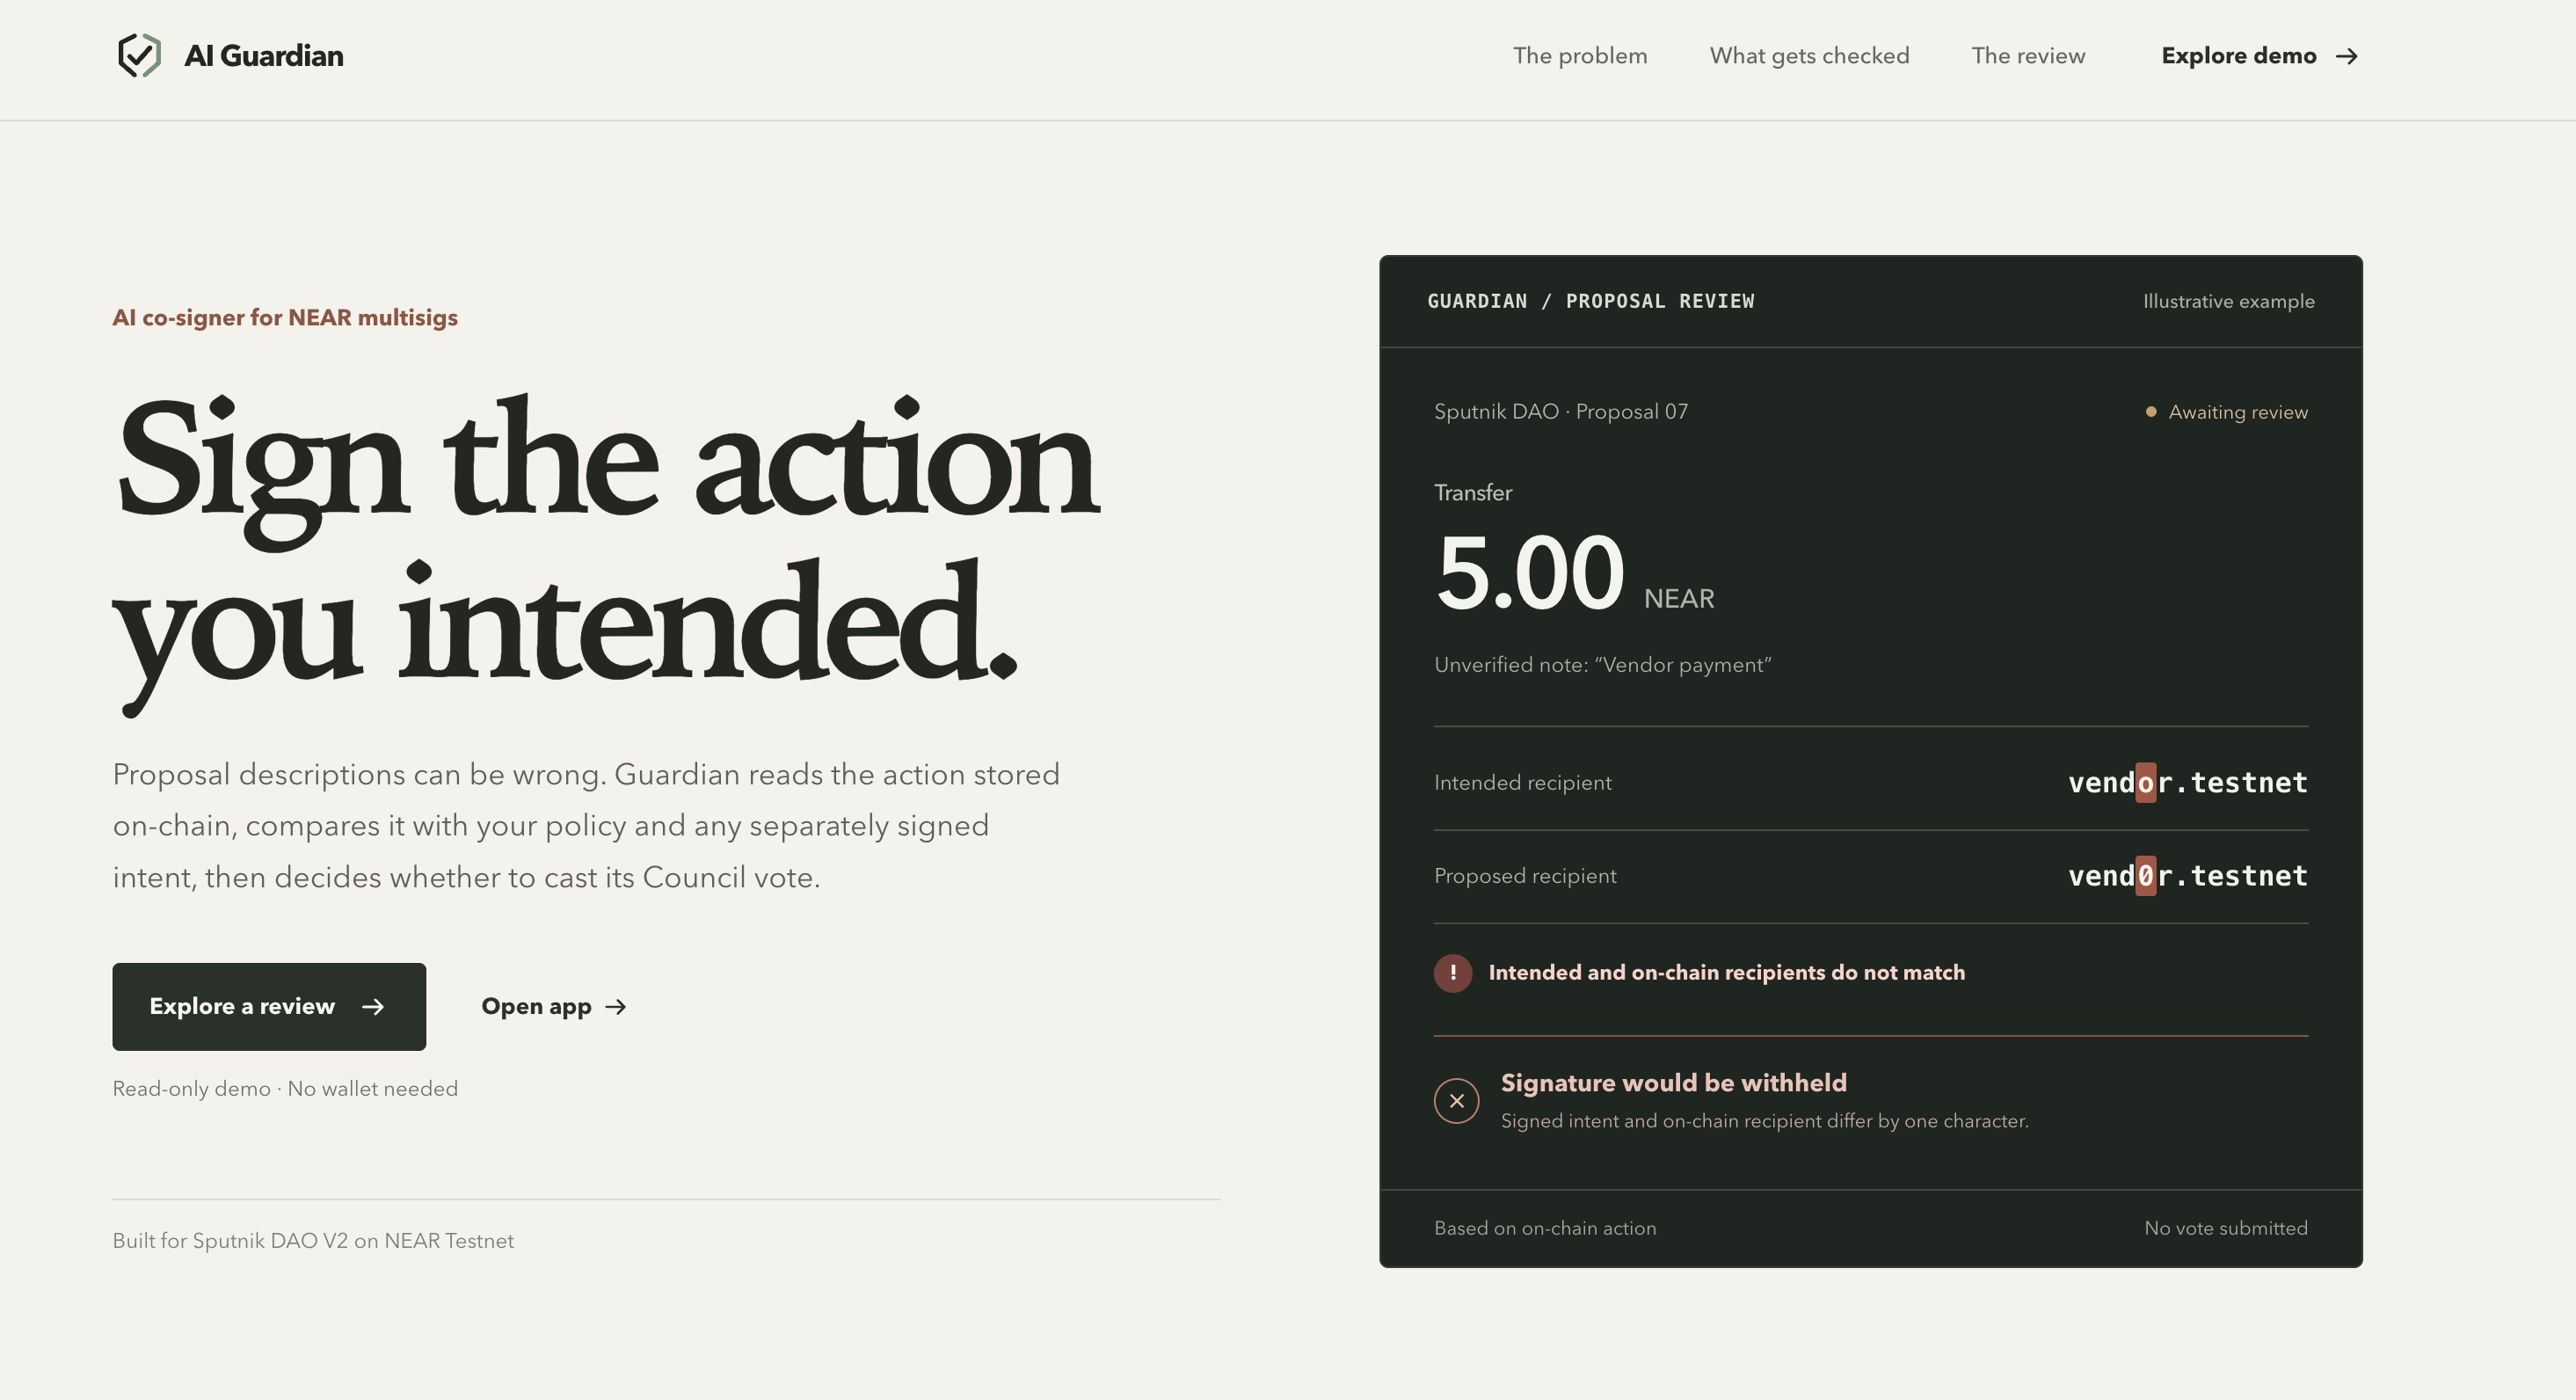 AI Guardian
The problem
What gets checked
The review
Explore demo →
AI co-signer for NEAR multisigs
Sign the action
you intended.
Proposal descriptions can be wrong. Guardian reads the action stored
on-chain, compares it with your policy and any separately signed
intent, then decides whether to cast its Council vote.
Explore a review →
Open app →
Read-only demo · No wallet needed
Built for Sputnik DAO V2 on NEAR Testnet
GUARDIAN / PROPOSAL REVIEW
Illustrative example
Sputnik DAO · Proposal 07
Awaiting review
Transfer
5.00 NEAR
Unverified note: “Vendor payment”
Intended recipient
vendor.testnet
Proposed recipient
vend0r.testnet
! Intended and on-chain recipients do not match
Signature would be withheld
Signed intent and on-chain recipient differ by one character.
Based on on-chain action
No vote submitted